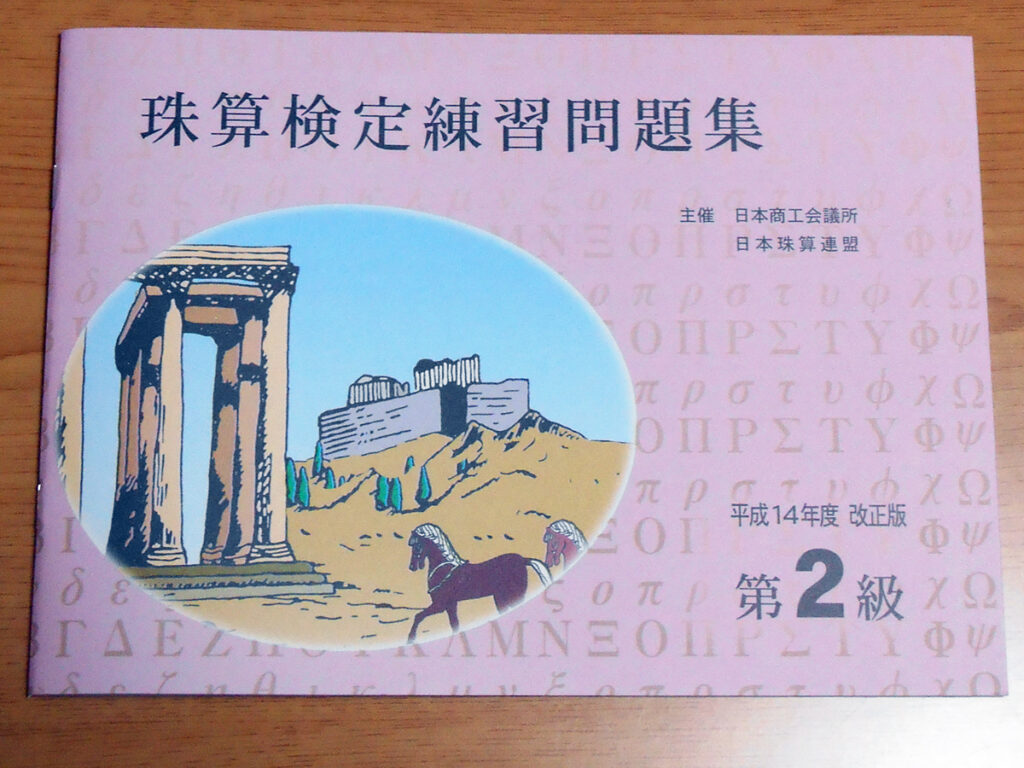 珠算検定練習問題集
主催　日本商工会議所
日本珠算連盟
平成14年度 改正版
第2級